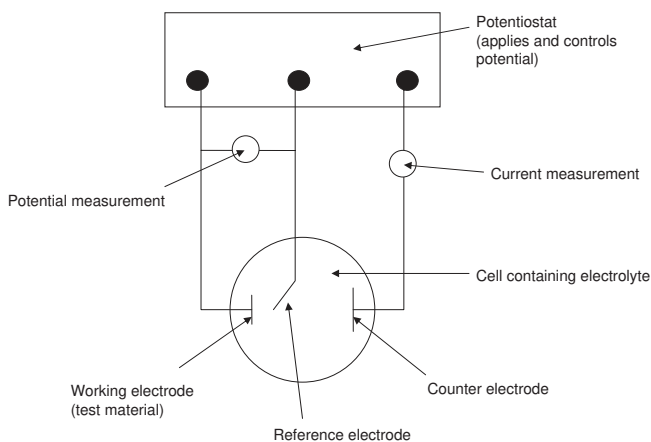 Potentiostat
(applies and controls
potential)
Potential measurement
Current measurement
Cell containing electrolyte
Working electrode
(test material)
Counter electrode
Reference electrode